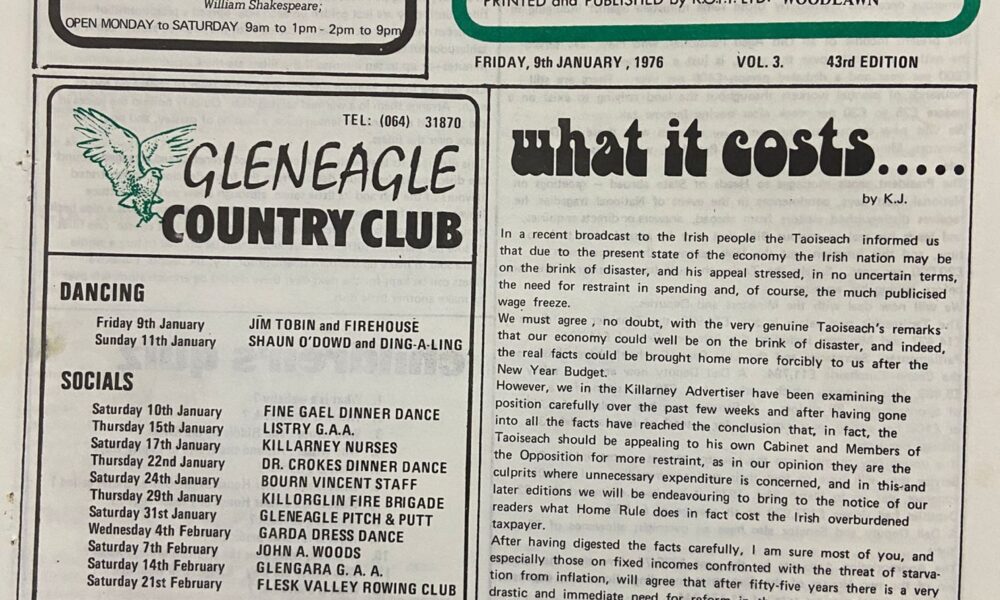 William Shakespeare;
OPEN MONDAY to SATURDAY 9am to 1pm - 2pm to 9pm
PRINTED and PUBLISHED by K.O.P.F. LTD. WOODLAWN
FRIDAY, 9th JANUARY, 1976 VOL. 3. 43rd EDITION
TEL: (064) 31870
GLENEAGLE
COUNTRY CLUB
DANCING
Friday 9th January JIM TOBIN and FIREHOUSE
Sunday 11th January SHAUN O'DOWD and DING-A-LING
SOCIALS
Saturday 10th January FINE GAEL DINNER DANCE
Thursday 15th January LISTRY G.A.A.
Saturday 17th January KILLARNEY NURSES
Thursday 22nd January DR. CROKES DINNER DANCE
Saturday 24th January BOURN VINCENT STAFF
Thursday 29th January KILLORGLIN FIRE BRIGADE
Saturday 31st January GLENEAGLE PITCH & PUTT
Wednesday 4th February GARDA DRESS DANCE
Saturday 7th February JOHN A. WOODS
Saturday 14th February GLENGARA G. A. A.
Saturday 21st February FLESK VALLEY ROWING CLUB
what it costs.....
by K.J.
In a recent broadcast to the Irish people the Taoiseach informed us
that due to the present state of the economy the Irish nation may be
on the brink of disaster, and his appeal stressed, in no uncertain terms,
the need for restraint in spending and, of course, the much publicised
wage freeze.
We must agree, no doubt, with the very genuine Taoiseach's remarks
that our economy could well be on the brink of disaster, and indeed,
the real facts could be brought home more forcibly to us after the
New Year Budget.
However, we in the Killarney Advertiser have been examining the
position carefully over the past few weeks and after having gone
into all the facts have reached the conclusion that, in fact, the
Taoiseach should be appealing to his own Cabinet and Members of
the Opposition for more restraint, as in our opinion they are the
culprits where unnecessary expenditure is concerned, and in this-and
later editions we will be endeavouring to bring to the notice of our
readers what Home Rule does in fact cost the Irish overburdened
taxpayer.
After having digested the facts carefully, I am sure most of you, and
especially those on fixed incomes confronted with the threat of starva-
tion from inflation, will agree that after fifty-five years there is a very
drastic and immediate need for reform in